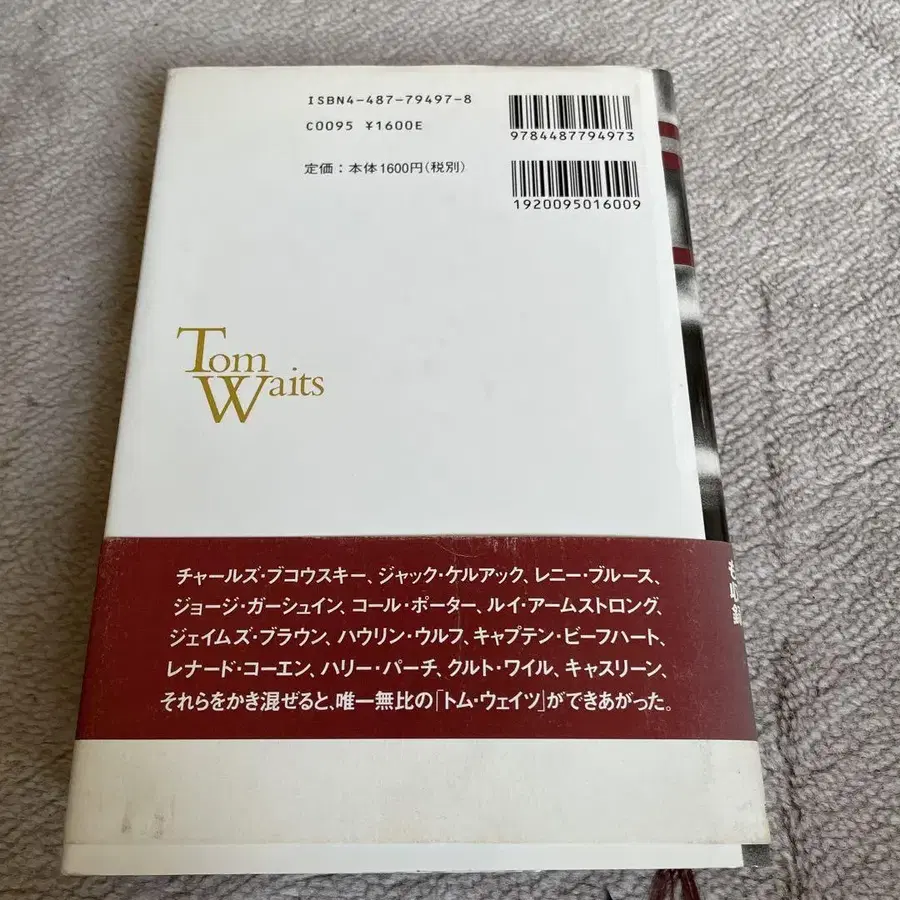 ISBN4-487-79497-8
C0095 ¥1600E
定価：本体1600円(税別)
9784487794973
1920095016009
Tom
Waits
チャールズ・ブコウスキー、ジャック・ケルアック、レニー・ブルース、
ジョージ・ガーシュイン、コール・ポーター、ルイ・アームストロング、
ジェイムズ・ブラウン、ハウリン・ウルフ、キャプテン・ビーフハート、
レナード・コーエン、ハリー・パーチ、クルト・ワイル、キャスリーン、
それらをかき混ぜると、唯一無比の「トム・ウェイツ」ができあがった。
も収録